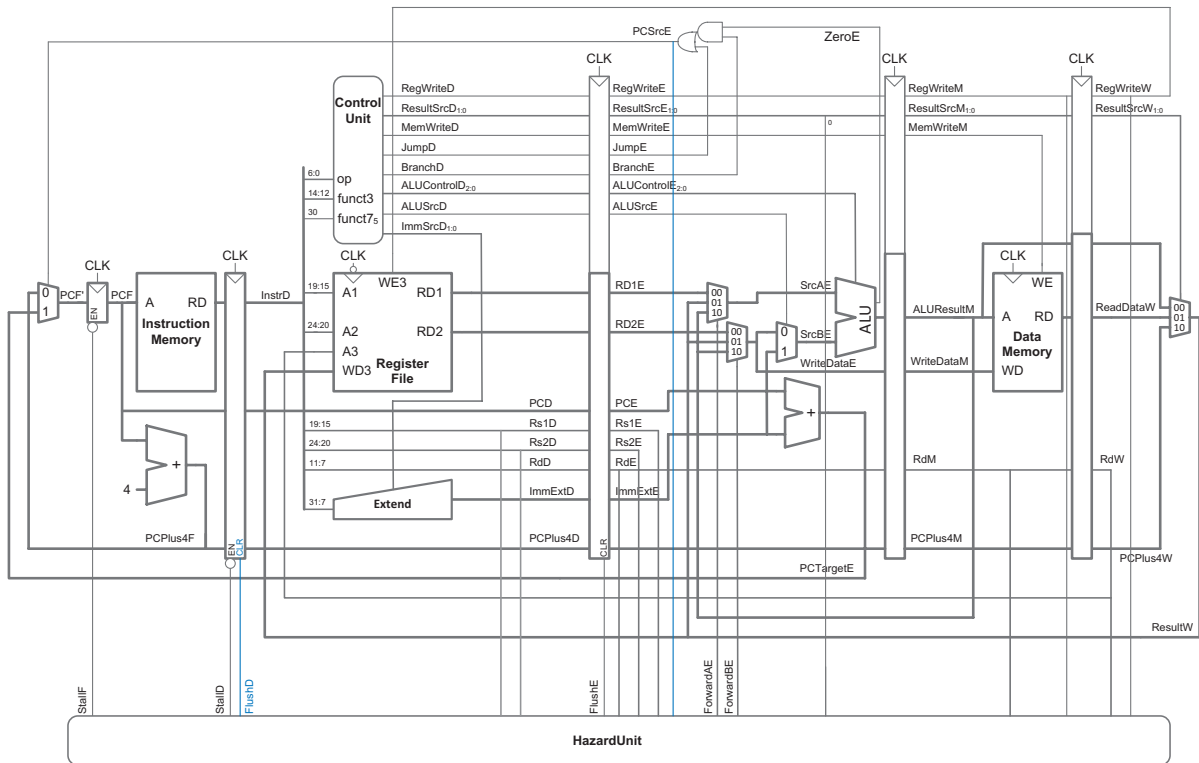 PCSrcE
ZeroE
CLK
CLK
CLK
Control
Unit
RegWriteD
ResultSrcD1:0
MemWriteD
JumpD
BranchD
ALUControlD2:0
ALUSrcD
ImmSrcD1:0
RegWriteE
ResultSrcE1:0
MemWriteE
JumpE
BranchE
ALUControlE2:0
ALUSrcE
0
RegWriteM
ResultSrcM1:0
MemWriteM
RegWriteW
ResultSrcW1:0
6:0
op
14:12
funct3
30
funct75
CLK
CLK
CLK
CLK
0
1
PCF'
EN
PCF
A
RD
Instruction
Memory
InstrD
19:15
A1
WE3
RD1
24:20
A2
RD2
A3
WD3
Register
File
RD1E
RD2E
00
01
10
00
01
10
SrcAE
0
1
SrcBE
ALU
WriteDataE
ALUResultM
WriteDataM
WE
A
RD
Data
Memory
WD
ReadDataW
00
01
10
PCD
PCE
+
19:15
Rs1D
Rs1E
24:20
Rs2D
Rs2E
11:7
RdD
RdE
RdM
RdW
+
4
31:7
Extend
ImmExtD
ImmExtE
PCPlus4F
EN
CLR
PCPlus4D
CLR
PCPlus4M
PCPlus4W
PCTargetE
ResultW
StallF
StallD
FlushD
FlushE
ForwardAE
ForwardBE
HazardUnit